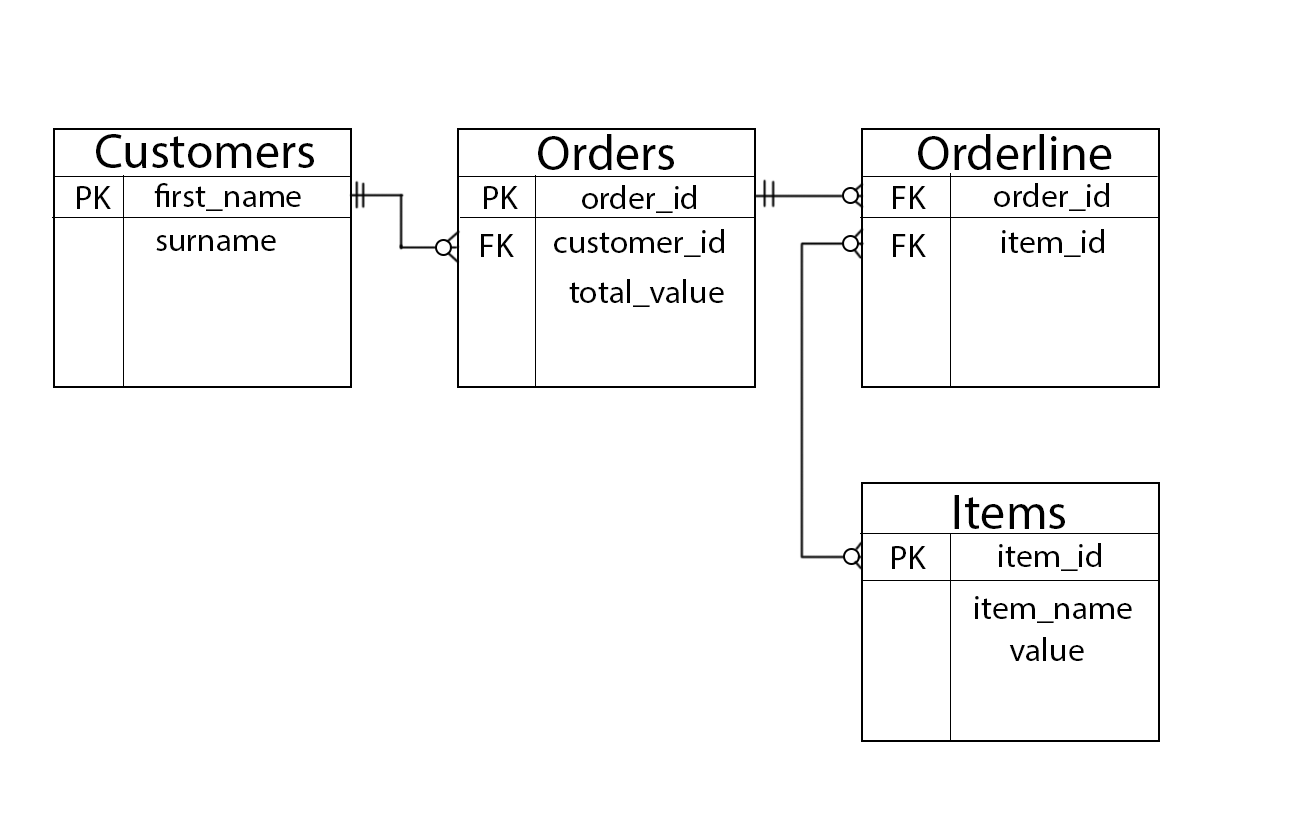 Customers
PK first_name
surname
Orders
PK order_id
FK customer_id
total_value
Orderline
FK order_id
FK item_id
Items
PK item_id
item_name
value